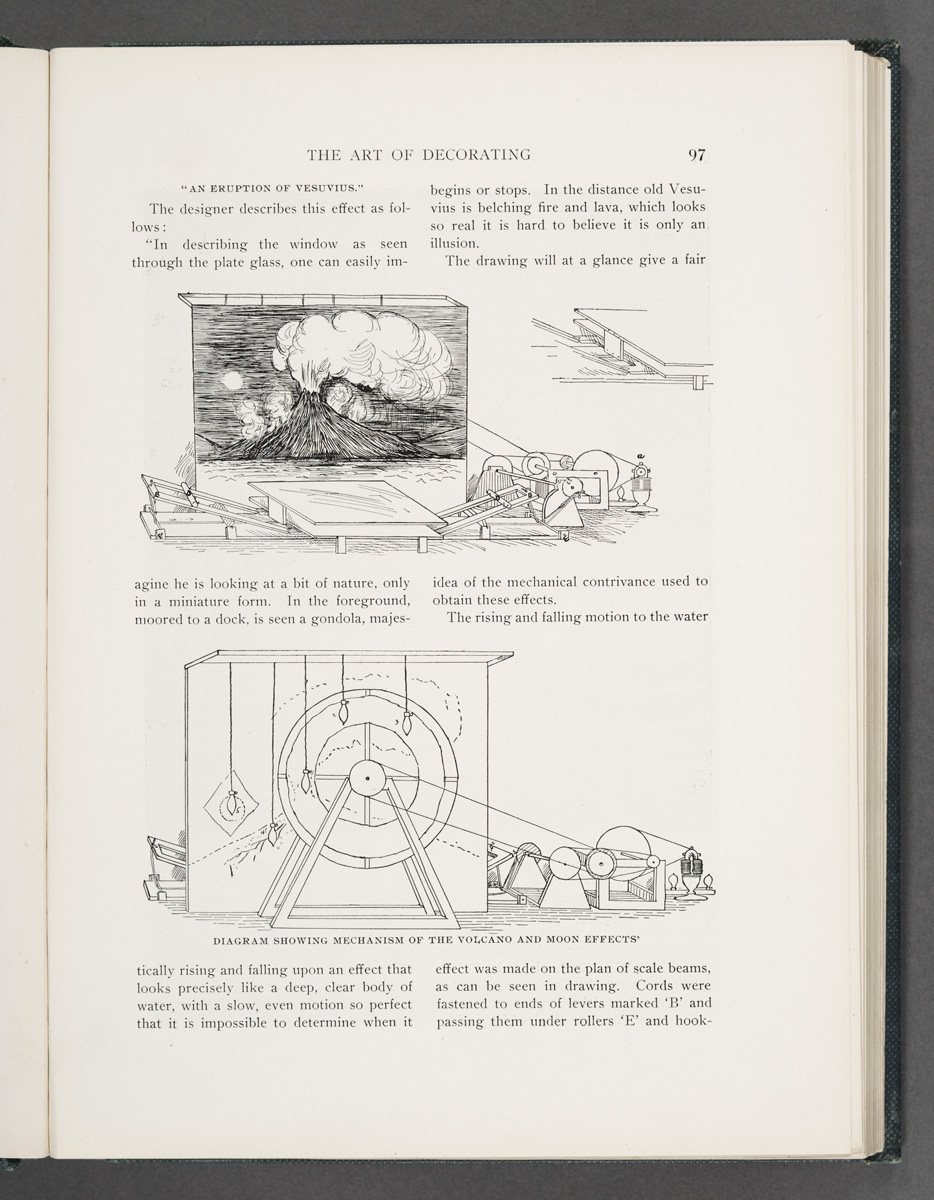 THE ART OF DECORATING 97
"AN ERUPTION OF VESUVIUS."
The designer describes this effect as fol-
lows:
"In describing the window as seen
through the plate glass, one can easily im-
agine he is looking at a bit of nature, only
in a miniature form. In the foreground,
moored to a dock, is seen a gondola, majes-
tically rising and falling upon an effect that
looks precisely like a deep, clear body of
water, with a slow, even motion so perfect
that it is impossible to determine when it
begins or stops. In the distance old Vesu-
vius is belching fire and lava, which looks
so real it is hard to believe it is only an
illusion.
The drawing will at a glance give a fair
idea of the mechanical contrivance used to
obtain these effects.
The rising and falling motion to the water
effect was made on the plan of scale beams,
as can be seen in drawing. Cords were
fastened to ends of levers marked 'B' and
passing them under rollers 'E' and hook-
a
DIAGRAM SHOWING MECHANISM OF THE VOLCANO AND MOON EFFECTS'